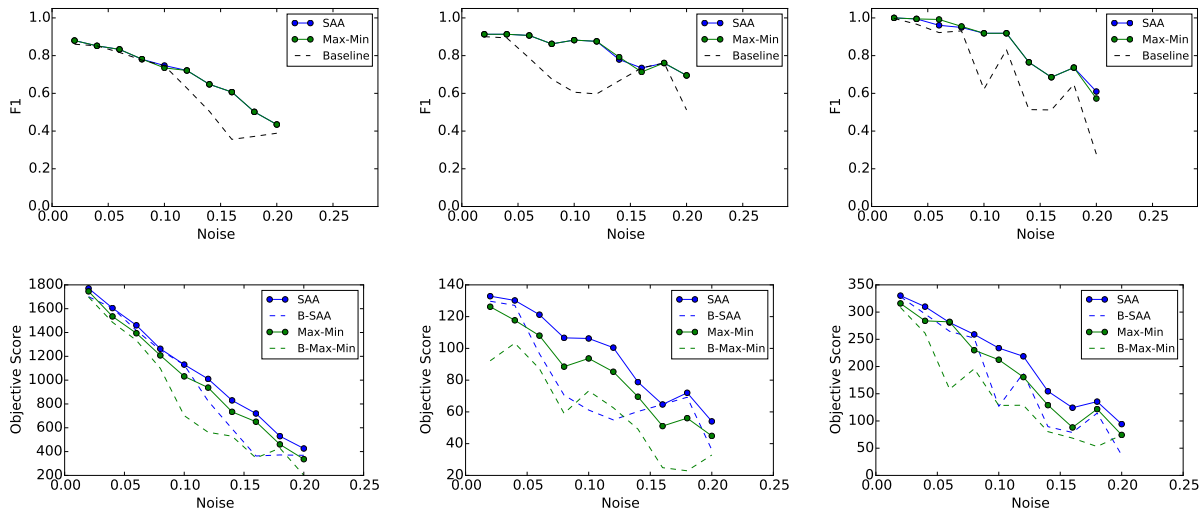 1.0
0.8
0.6
0.4
0.2
0.0
F1
0.00 0.05 0.10 0.15 0.20 0.25
Noise
SAA
Max-Min
Baseline
1.0
0.8
0.6
0.4
0.2
0.0
F1
0.00 0.05 0.10 0.15 0.20 0.25
Noise
SAA
Max-Min
Baseline
1.0
0.8
0.6
0.4
0.2
0.0
F1
0.00 0.05 0.10 0.15 0.20 0.25
Noise
SAA
Max-Min
Baseline
1800
1600
1400
1200
1000
800
600
400
200
Objective Score
0.00 0.05 0.10 0.15 0.20 0.25
Noise
SAA
B-SAA
Max-Min
B-Max-Min
140
120
100
80
60
40
20
Objective Score
0.00 0.05 0.10 0.15 0.20 0.25
Noise
SAA
B-SAA
Max-Min
B-Max-Min
350
300
250
200
150
100
50
0
Objective Score
0.00 0.05 0.10 0.15 0.20 0.25
Noise
SAA
B-SAA
Max-Min
B-Max-Min